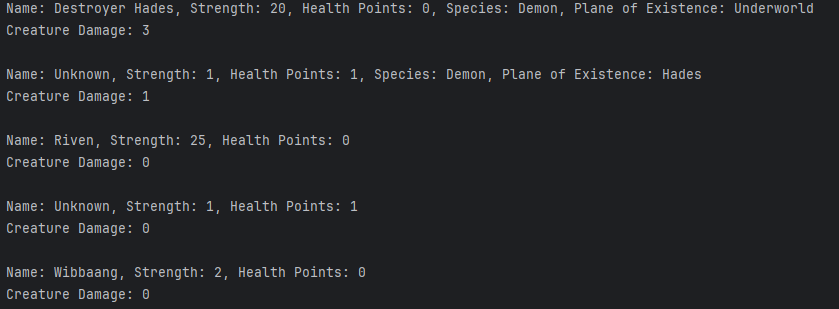 Name: Destroyer Hades, Strength: 20, Health Points: 0, Species: Demon, Plane of Existence: Underworld
Creature Damage: 3
Name: Unknown, Strength: 1, Health Points: 1, Species: Demon, Plane of Existence: Hades
Creature Damage: 1
Name: Riven, Strength: 25, Health Points: 0
Creature Damage: 0
Name: Unknown, Strength: 1, Health Points: 1
Creature Damage: 0
Name: Wibbaang, Strength: 2, Health Points: 0
Creature Damage: 0